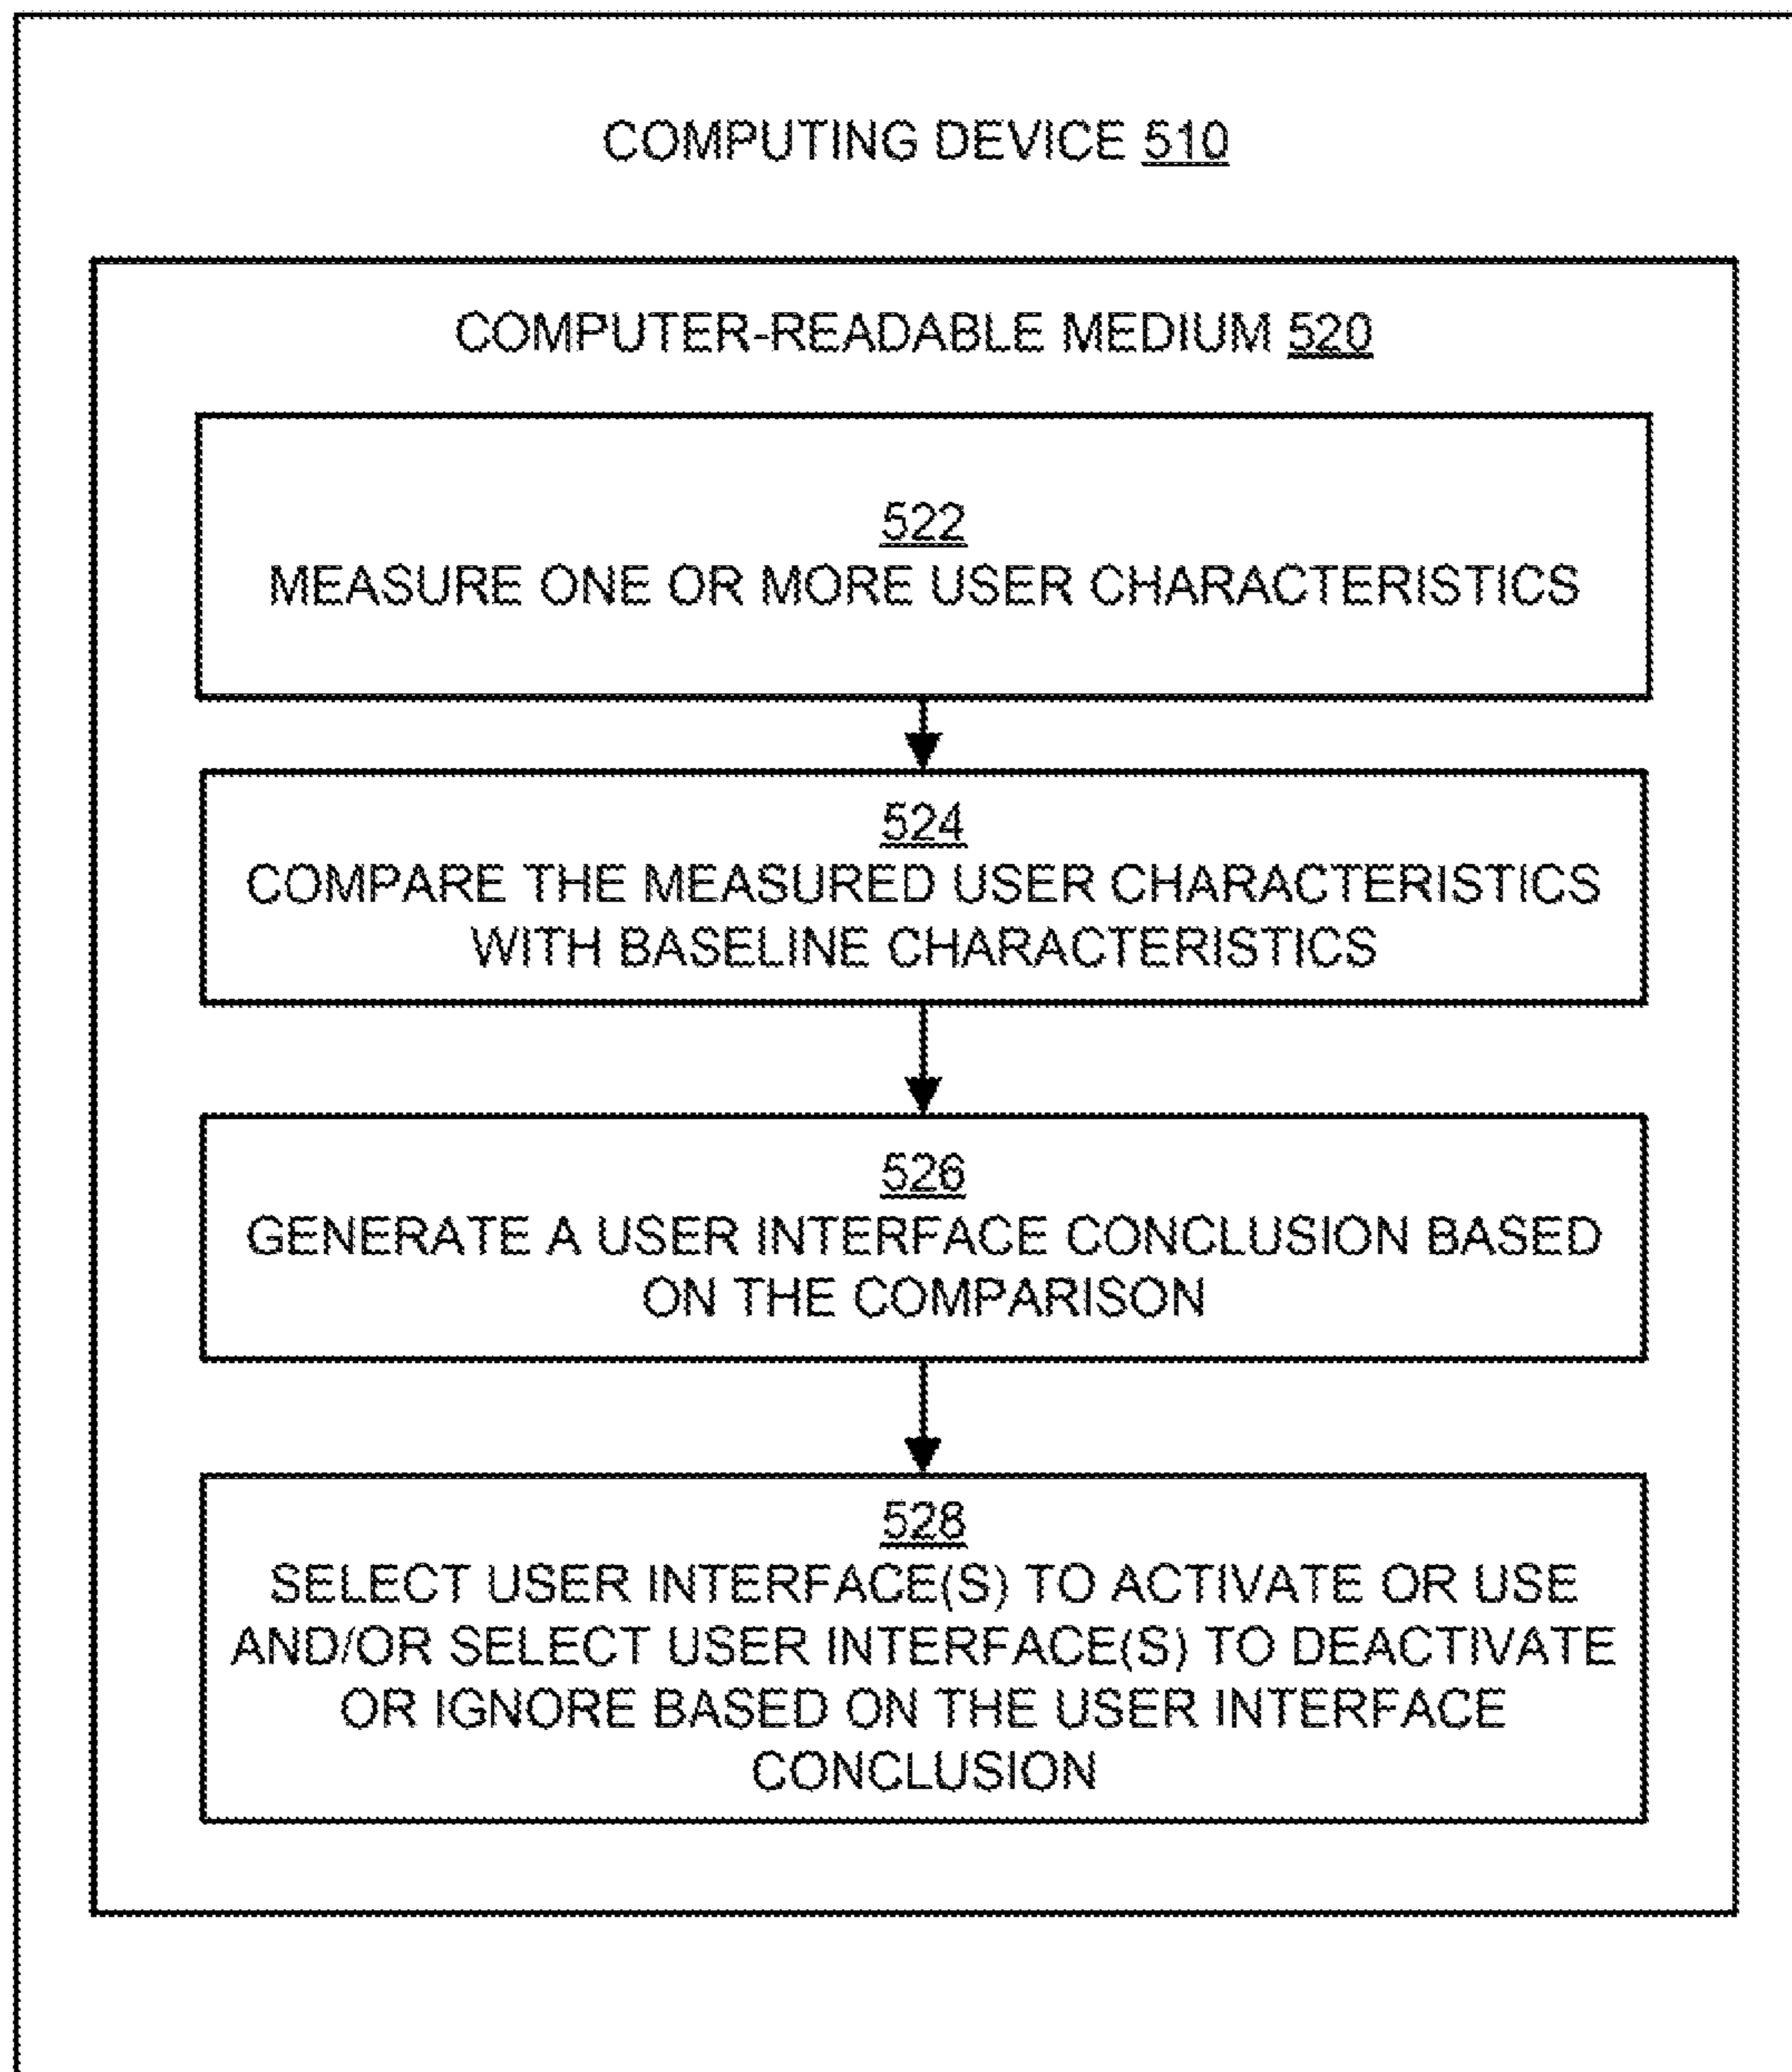 COMPUTING DEVICE 510
COMPUTER-READABLE MEDIUM 520
522
MEASURE ONE OR MORE USER CHARACTERISTICS
524
COMPARE THE MEASURED USER CHARACTERISTICS
WITH BASELINE CHARACTERISTICS
526
GENERATE A USER INTERFACE CONCLUSION BASED
ON THE COMPARISON
528
SELECT USER INTERFACE(S) TO ACTIVATE OR USE
AND/OR SELECT USER INTERFACE(S) TO DEACTIVATE
OR IGNORE BASED ON THE USER INTERFACE
CONCLUSION